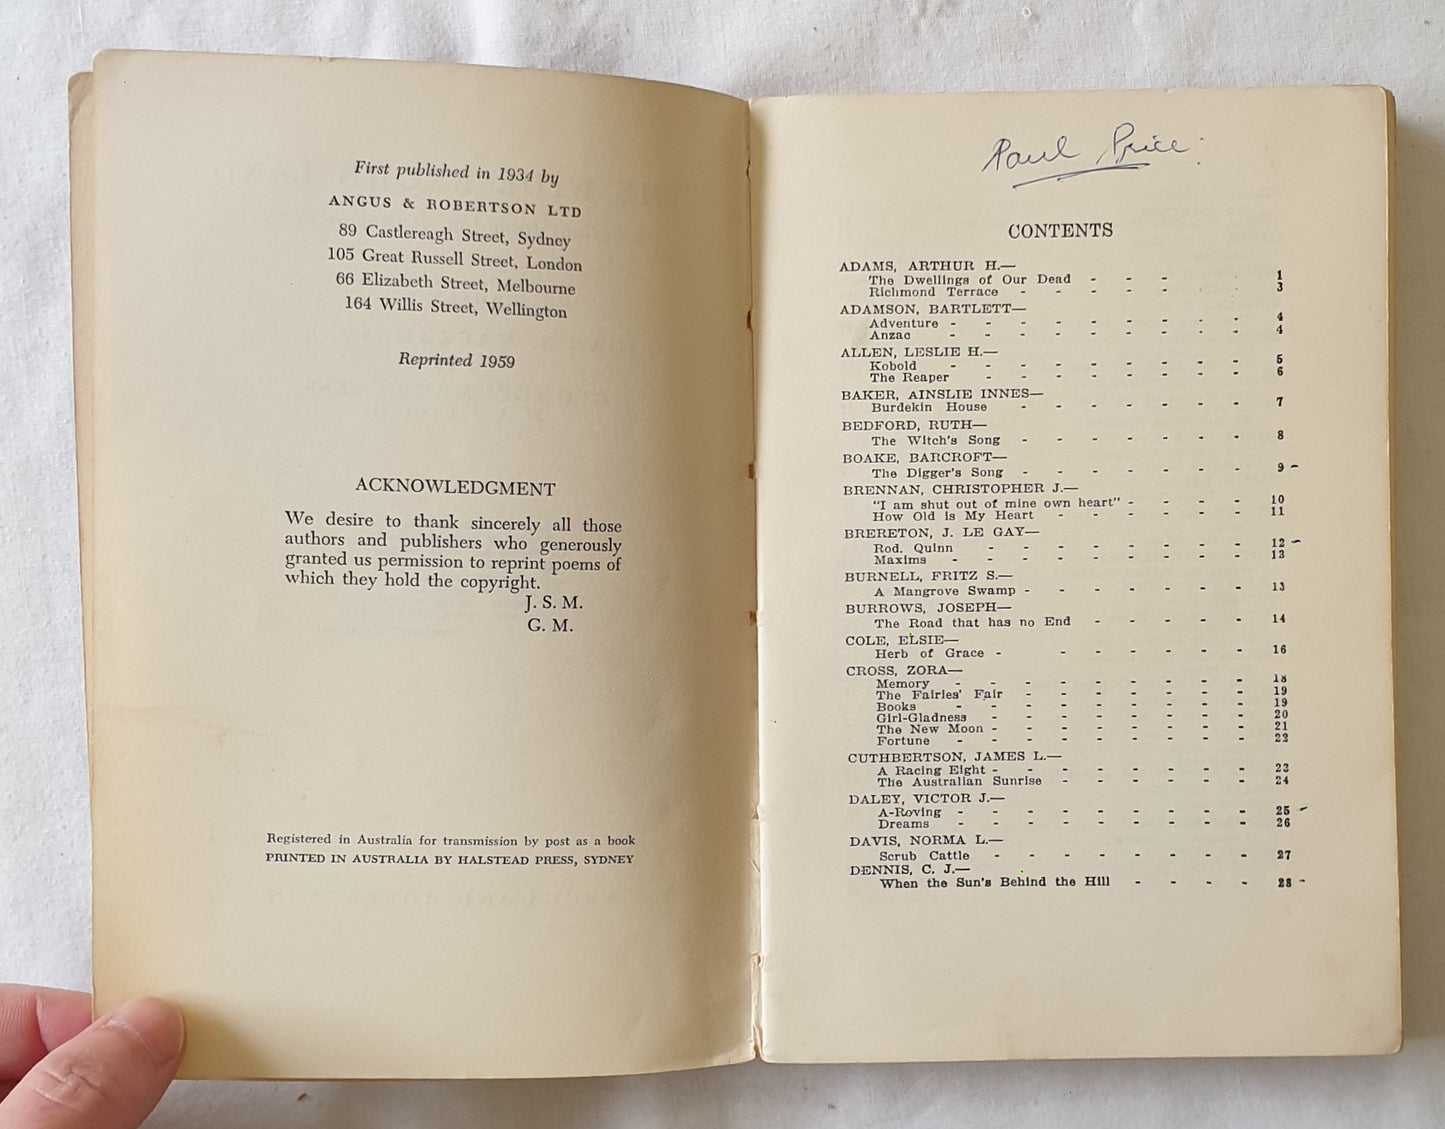 First published in 1934 by
ANGUS & ROBERTSON LTD
89 Castlereagh Street, Sydney
105 Great Russell Street, London
66 Elizabeth Street, Melbourne
164 Willis Street, Wellington
Reprinted 1959
ACKNOWLEDGMENT
We desire to thank sincerely all those
authors and publishers who generously
granted us permission to reprint poems of
which they hold the copyright.
J. S. M.
G. M.
Registered in Australia for transmission by post as a book
PRINTED IN AUSTRALIA BY HALSTEAD PRESS, SYDNEY
Paul Price
CONTENTS
ADAMS, ARTHUR H.—
The Dwellings of Our Dead - - - 1
Richmond Terrace - - - - - 3
ADAMSON, BARTLETT—
Adventure - - - - - - - - - 4
Anzac - - - - - - - - - 4
ALLEN, LESLIE H.—
Kobold - - - - - - - - - 5
The Reaper - - - - - - - - 6
BAKER, AINSLIE INNES—
Burdekin House - - - - - - - 7
BEDFORD, RUTH—
The Witch's Song - - - - - - - 8
BOAKE, BARCROFT—
The Digger's Song - - - - - - - 9 -
BRENNAN, CHRISTOPHER J.—
"I am shut out of mine own heart" - - - - 10
How Old is My Heart - - - - - - 11
BRERETON, J. LE GAY—
Rod. Quinn - - - - - - - - 12 -
Maxims - - - - - - - - - 13
BURNELL, FRITZ S.—
A Mangrove Swamp - - - - - - - 13
BURROWS, JOSEPH—
The Road that has no End - - - - - 14
COLE, ELSIE—
Herb of Grace - - - - - - - 16
CROSS, ZORA—
Memory - - - - - - - - - 18
The Fairies' Fair - - - - - - - 19
Books - - - - - - - - - 19
Girl-Gladness - - - - - - - - 20
The New Moon - - - - - - - - 21
Fortune - - - - - - - - - 22
CUTHBERTSON, JAMES L.—
A Racing Eight - - - - - - - - 23
The Australian Sunrise - - - - - - 24
DALEY, VICTOR J.—
A-Roving - - - - - - - - - 25 -
Dreams - - - - - - - - - 26
DAVIS, NORMA L.—
Scrub Cattle - - - - - - - - 27
DENNIS, C. J.—
When the Sun's Behind the Hill - - - - 28 -